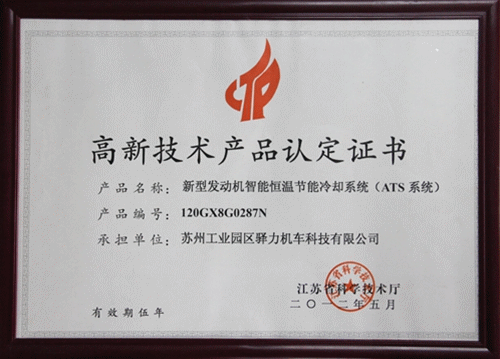 高新技术产品认定证书
产品名称：新型发动机智能恒温节能冷却系统（ATS 系统）
产品编号：120GX8G0287N
承担单位：苏州工业园区驿力机车科技有限公司
江苏省科学技术厅
二〇一二年五月
有效期伍年